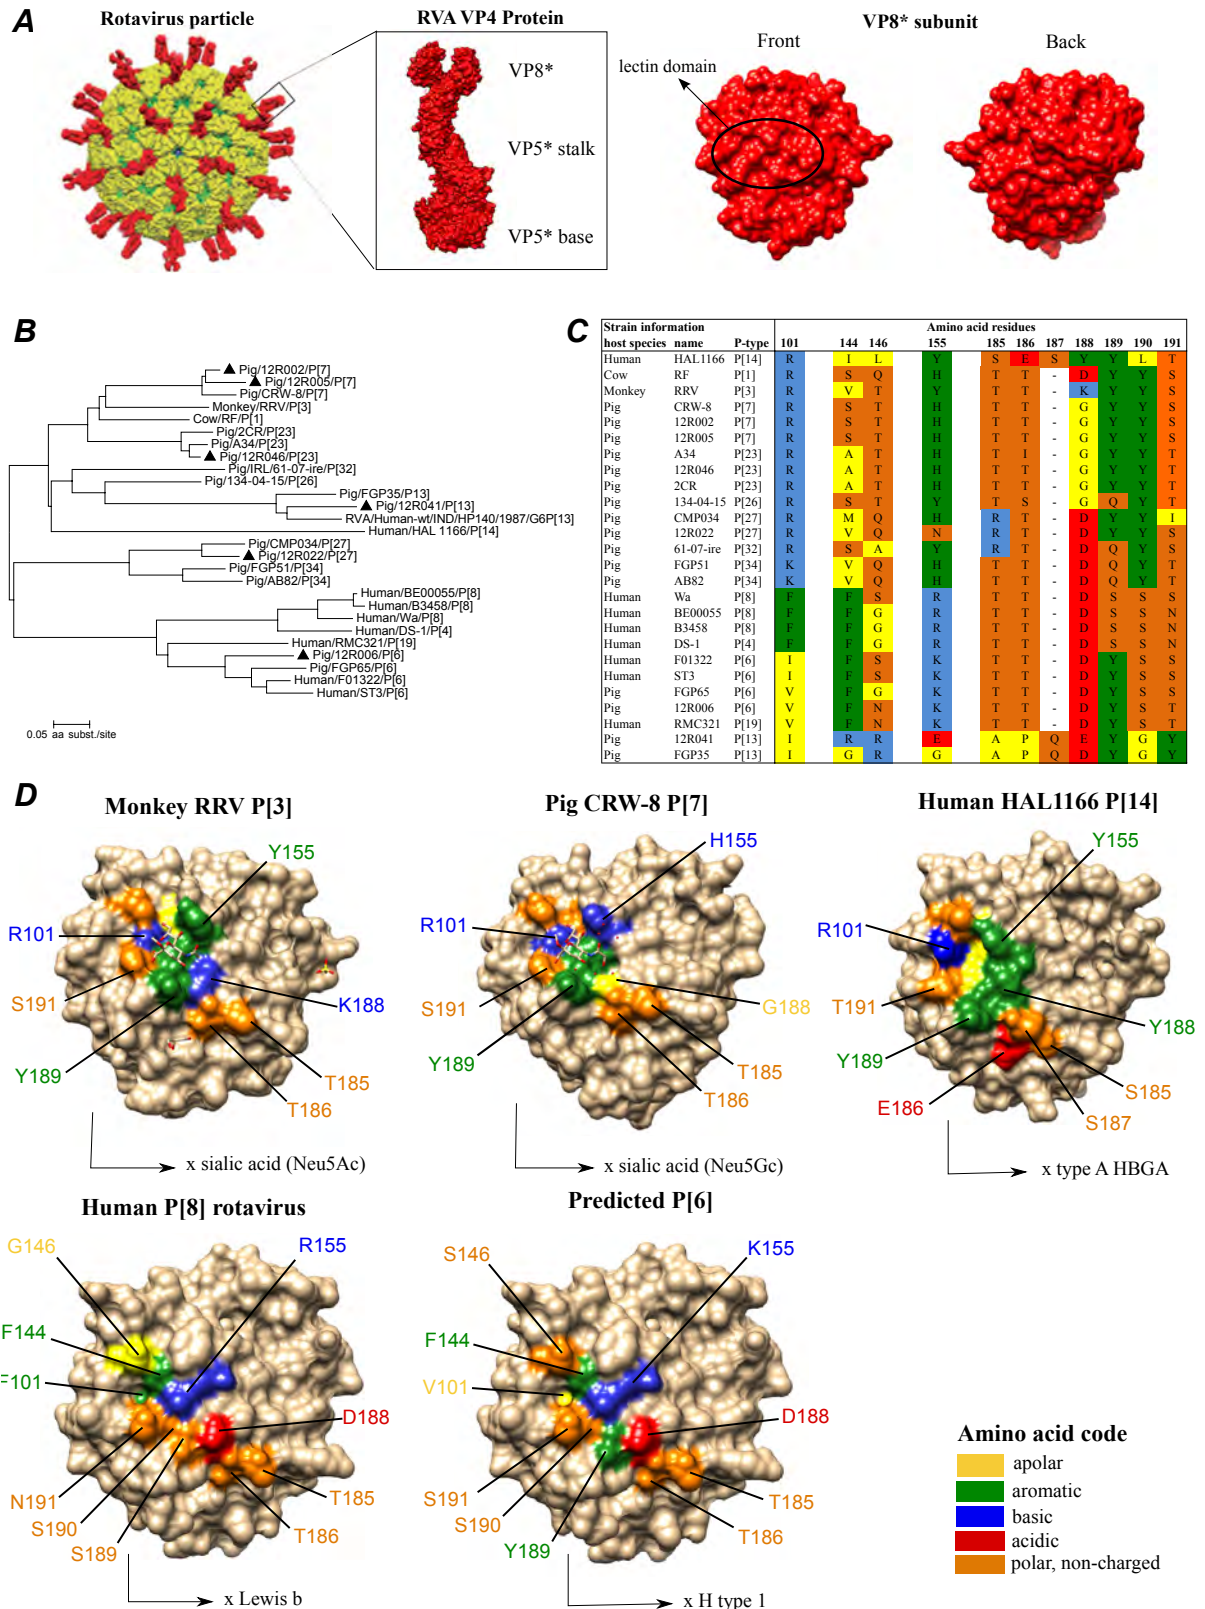 A
Rotavirus particle
RVA VP4 Protein
VP8* subunit
Front
Back
lectin domain
VP8*
VP5* stalk
VP5* base
B
Pig/12R002/P[7]
Pig/12R005/P[7]
Pig/CRW-8/P[7]
Monkey/RRV/P[3]
Cow/RF/P[1]
Pig/2CR/P[23]
Pig/A34/P[23]
Pig/12R046/P[23]
Pig/IRL/61-07-ire/P[32]
Pig/134-04-15/P[26]
Pig/FGP35/P13]
Pig/12R041/P[13]
RVA/Human-wt/IND/HP140/1987/G6P[13]
Human/HAL 1166/P[14]
Pig/CMP034/P[27]
Pig/12R022/P[27]
Pig/FGP51/P[34]
Pig/AB82/P[34]
Human/BE00055/P[8]
Human/B3458/P[8]
Human/Wa/P[8]
Human/DS-1/P[4]
Human/RMC321/P[19]
Pig/12R006/P[6]
Pig/FGP65/P[6]
Human/F01322/P[6]
Human/ST3/P[6]
0.05 aa subst./site
C
Strain information Amino acid residues
host species name P-type 101 144 146 155 185 186 187 188 189 190 191
Human HAL1166 P[14] R I L Y S E S Y Y L T
Cow RF P[1] R S Q H T T - D Y Y S
Monkey RRV P[3] R V T Y T T - K Y Y S
Pig CRW-8 P[7] R S T H T T - G Y Y S
Pig 12R002 P[7] R S T H T T - G Y Y S
Pig 12R005 P[7] R S T H T T - G Y Y S
Pig A34 P[23] R A T H T I - G Y Y T
Pig 12R046 P[23] R A T H T T - G Y Y T
Pig 2CR P[23] R A T H T T - G Y Y T
Pig 134-04-15 P[26] R S T Y T S - G Q Y T
Pig CMP034 P[27] R M Q H R T - D Y Y I
Pig 12R022 P[27] R V Q N R T - D Y Y S
Pig 61-07-ire P[32] R S A Y R T - D Q Y S
Pig FGP51 P[34] K V Q H T T - D Q Y T
Pig AB82 P[34] K V Q H T T - D Q Y T
Human Wa P[8] F F S R T T - D S S S
Human BE00055 P[8] F F G R T T - D S S N
Human B3458 P[8] F F G R T T - D S S N
Human DS-1 P[4] F F G R T T - D S S N
Human F01322 P[6] I F S K T T - D Y S S
Human ST3 P[6] I F S K T T - D Y S S
Pig FGP65 P[6] V F G K T T - D Y S S
Pig 12R006 P[6] V F N K T T - D Y S T
Human RMC321 P[19] V F N K T T - D Y S T
Pig 12R041 P[13] I R R E A P Q E Y G Y
Pig FGP35 P[13] I G R G A P Q D Y G Y
D
Monkey RRV P[3]
Y155
R101
S191
K188
Y189
T185
T186
x sialic acid (Neu5Ac)
Pig CRW-8 P[7]
H155
R101
S191
G188
Y189
T185
T186
x sialic acid (Neu5Gc)
Human HAL1166 P[14]
Y155
R101
T191
Y188
Y189
S185
E186
S187
x type A HBGA
Human P[8] rotavirus
G146
R155
F144
F101
D188
N191
T185
S190
T186
S189
x Lewis b
Predicted P[6]
S146
K155
F144
V101
D188
S191
T185
S190
T186
Y189
x H type 1
Amino acid code
apolar
aromatic
basic
acidic
polar, non-charged